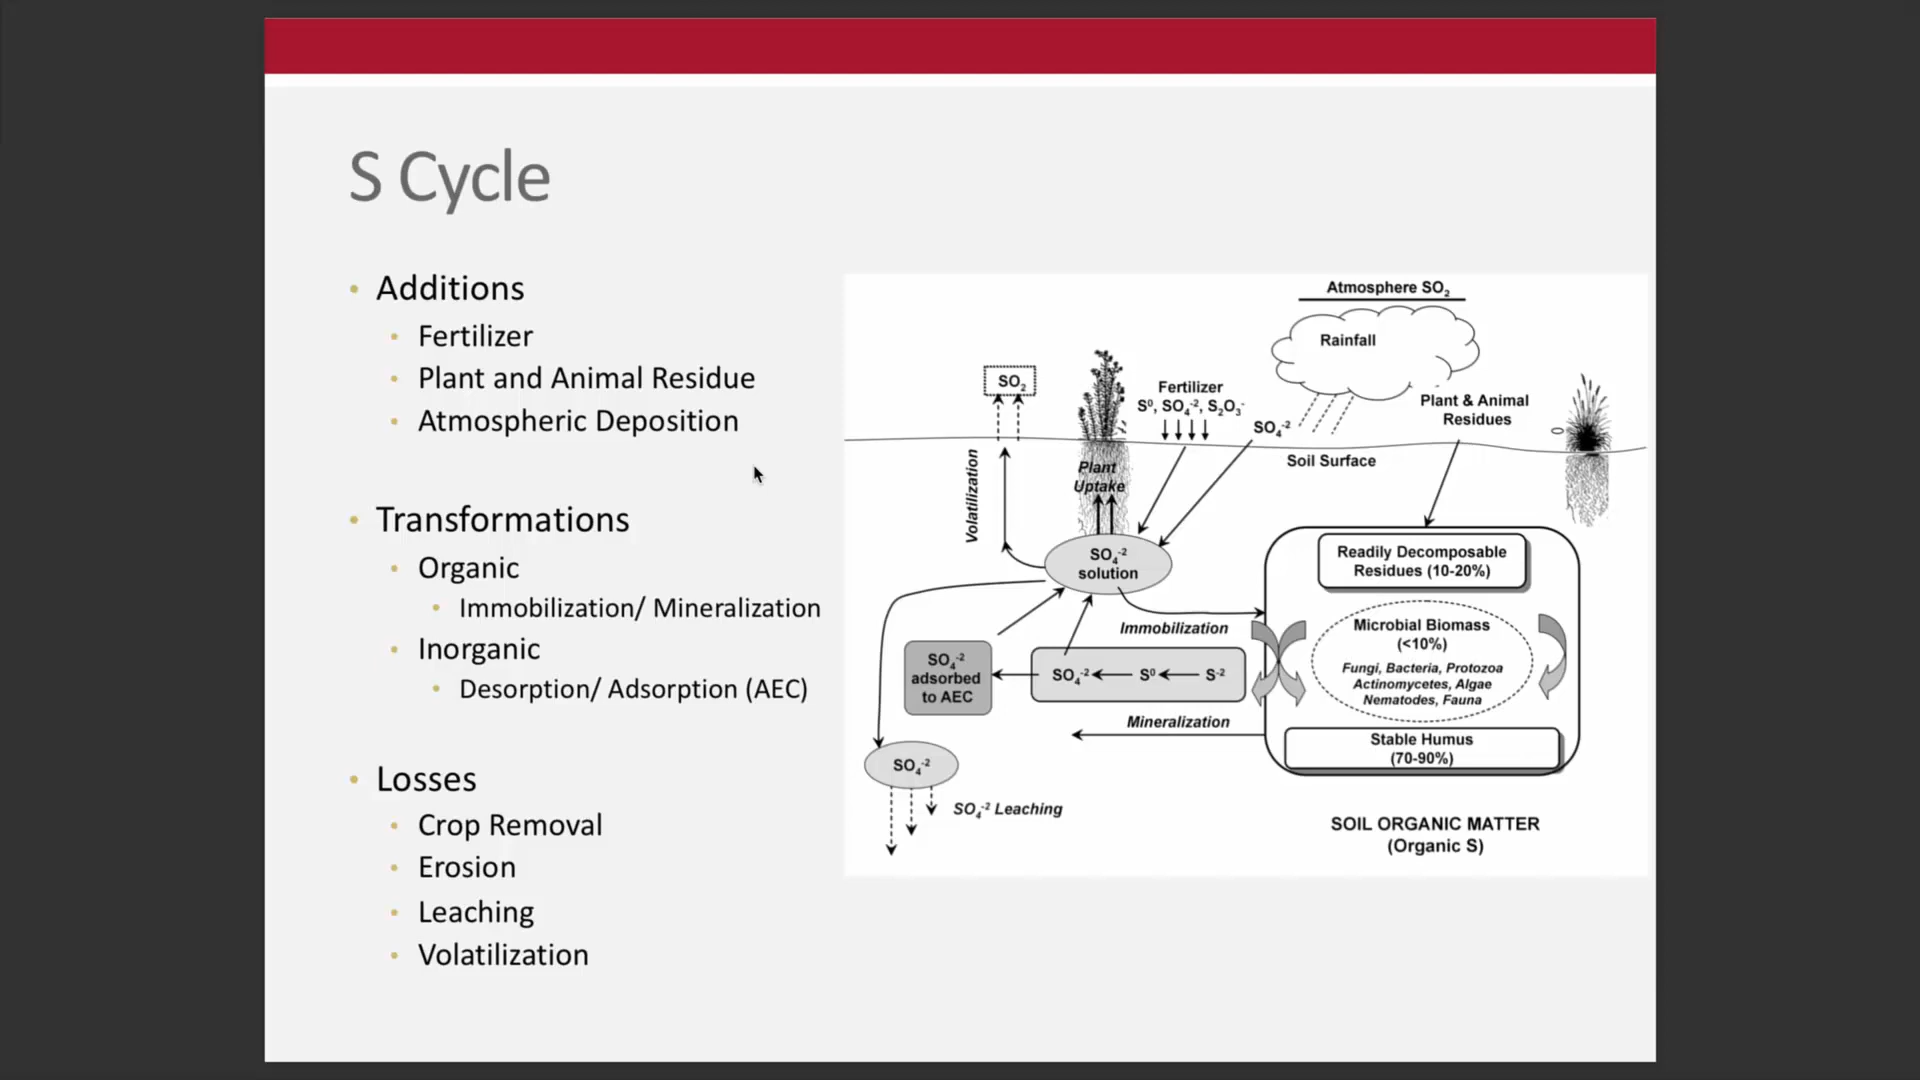 S Cycle
Additions
Fertilizer
Plant and Animal Residue
Atmospheric Deposition
Transformations
Organic
Immobilization/ Mineralization
Inorganic
Desorption/ Adsorption (AEC)
Losses
Crop Removal
Erosion
Leaching
Volatilization
Atmosphere SO₂
Rainfall
SO₂
Fertilizer
S⁰, SO₄⁻², S₂O₃⁻
SO₄⁻²
Plant & Animal
Residues
Soil Surface
Volatilization
Plant
Uptake
SO₄⁻²
solution
Readily Decomposable
Residues (10-20%)
Immobilization
Microbial Biomass
(<10%)
Fungi, Bacteria, Protozoa
Actinomycetes, Algae
Nematodes, Fauna
SO₄⁻²
adsorbed
to AEC
SO₄⁻² S⁰ S⁻²
Mineralization
Stable Humus
(70-90%)
SO₄⁻²
SO₄⁻² Leaching
SOIL ORGANIC MATTER
(Organic S)